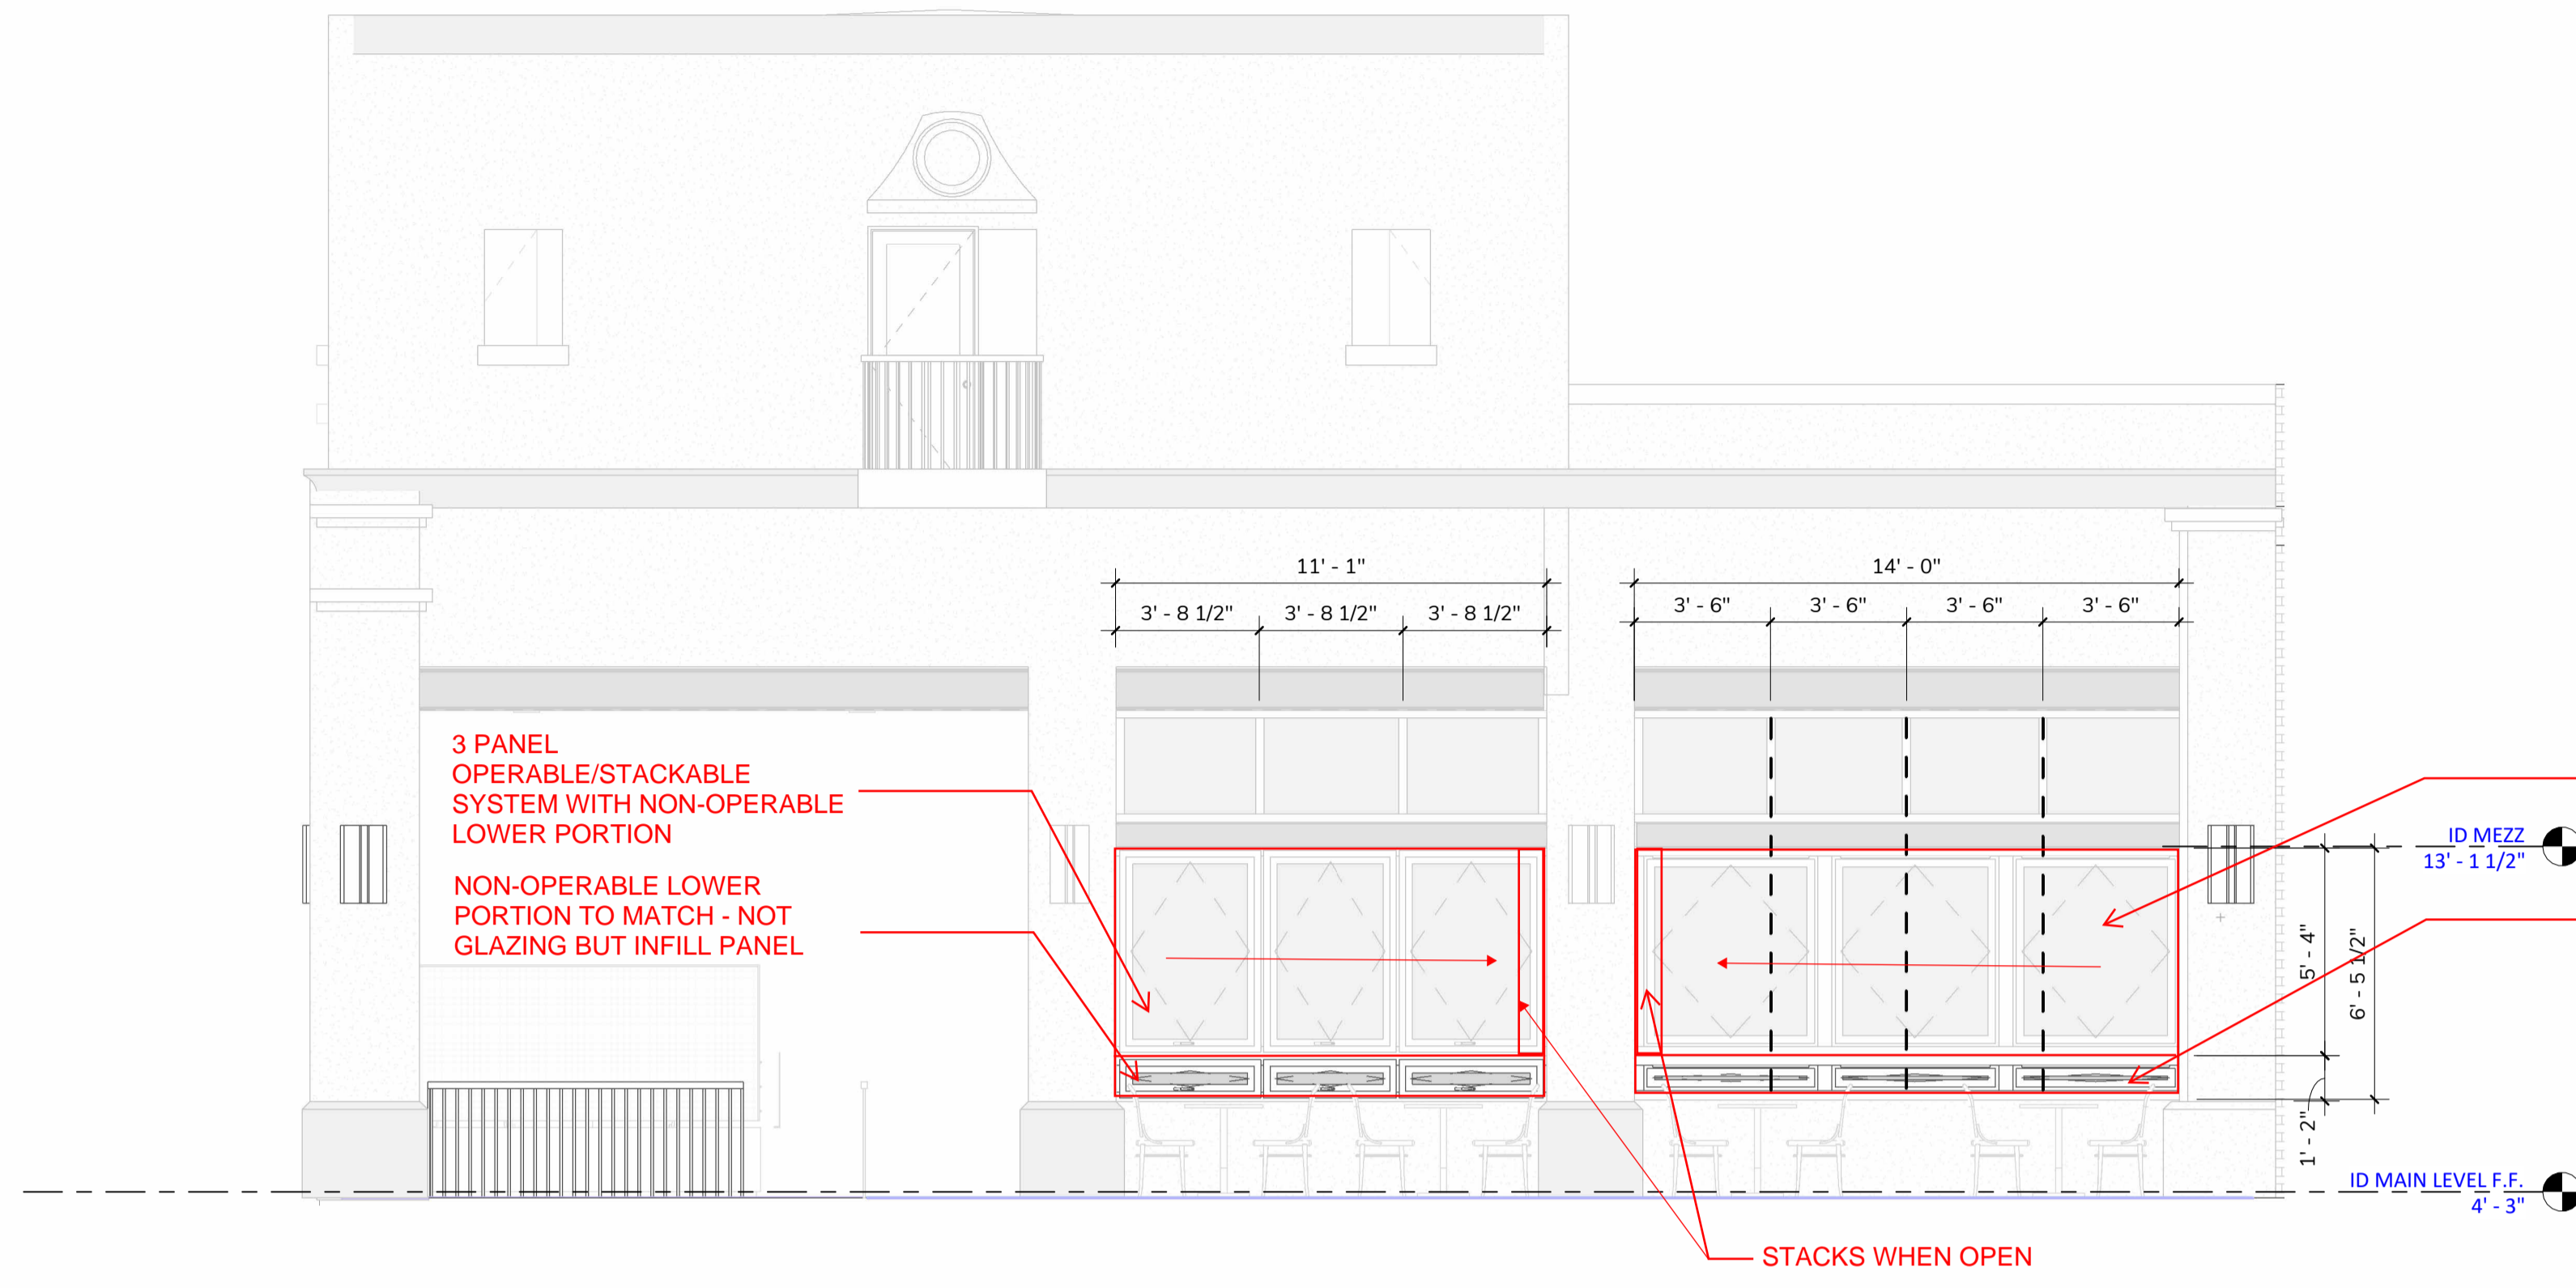 11' - 1"
14' - 0"
3' - 8 1/2"
3' - 8 1/2"
3' - 8 1/2"
3' - 6"
3' - 6"
3' - 6"
3' - 6"
3 PANEL
OPERABLE/STACKABLE
SYSTEM WITH NON-OPERABLE
LOWER PORTION
NON-OPERABLE LOWER
PORTION TO MATCH - NOT
GLAZING BUT INFILL PANEL
ID MEZZ
13' - 1 1/2"
5' - 4"
6' - 5 1/2"
1' - 2"
ID MAIN LEVEL F.F.
4' - 3"
STACKS WHEN OPEN